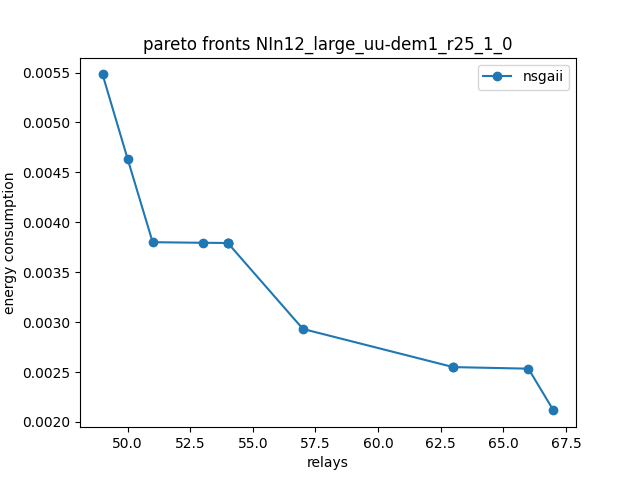 pareto fronts NIn12_large_uu-dem1_r25_1_0
nsgaii
energy consumption
0.0055
0.0050
0.0045
0.0040
0.0035
0.0030
0.0025
0.0020
50.0 52.5 55.0 57.5 60.0 62.5 65.0 67.5
relays